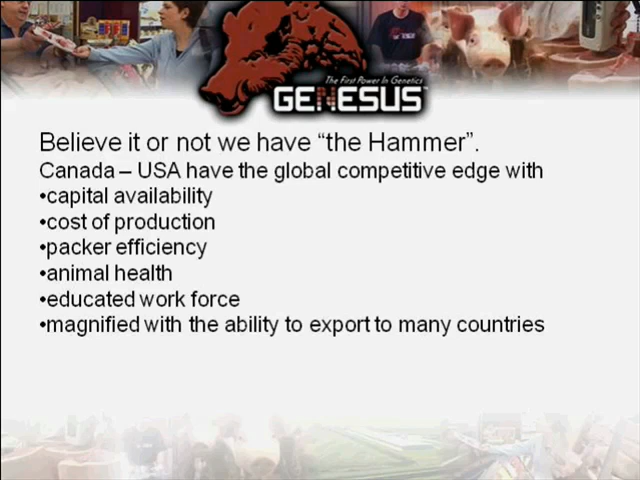 The First Power In Genetics
GENESUS™
Believe it or not we have “the Hammer”.
Canada – USA have the global competitive edge with
•capital availability
•cost of production
•packer efficiency
•animal health
•educated work force
•magnified with the ability to export to many countries